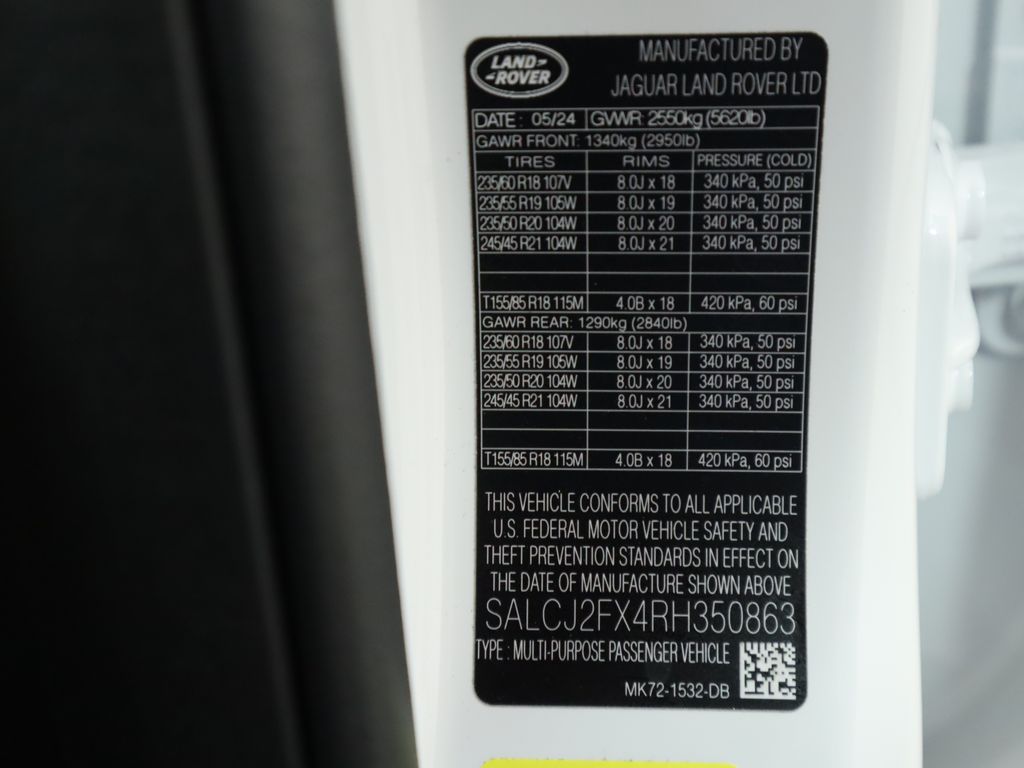 LAND-
-ROVER
MANUFACTURED BY
JAGUAR LAND ROVER LTD
DATE : 05/24 GVWR: 2550kg (5620lb)
GAWR FRONT: 1340kg (2950lb)
TIRES RIMS PRESSURE (COLD)
235/60 R18 107V 8.0J x 18 340 kPa, 50 psi
235/55 R19 105W 8.0J x 19 340 kPa, 50 psi
235/50 R20 104W 8.0J x 20 340 kPa, 50 psi
245/45 R21 104W 8.0J x 21 340 kPa, 50 psi
T155/85 R18 115M 4.0B x 18 420 kPa, 60 psi
GAWR REAR: 1290kg (2840lb)
235/60 R18 107V 8.0J x 18 340 kPa, 50 psi
235/55 R19 105W 8.0J x 19 340 kPa, 50 psi
235/50 R20 104W 8.0J x 20 340 kPa, 50 psi
245/45 R21 104W 8.0J x 21 340 kPa, 50 psi
T155/85 R18 115M 4.0B x 18 420 kPa, 60 psi
THIS VEHICLE CONFORMS TO ALL APPLICABLE
U.S. FEDERAL MOTOR VEHICLE SAFETY AND
THEFT PREVENTION STANDARDS IN EFFECT ON
THE DATE OF MANUFACTURE SHOWN ABOVE
SALCJ2FX4RH350863
TYPE : MULTI-PURPOSE PASSENGER VEHICLE
MK72-1532-DB